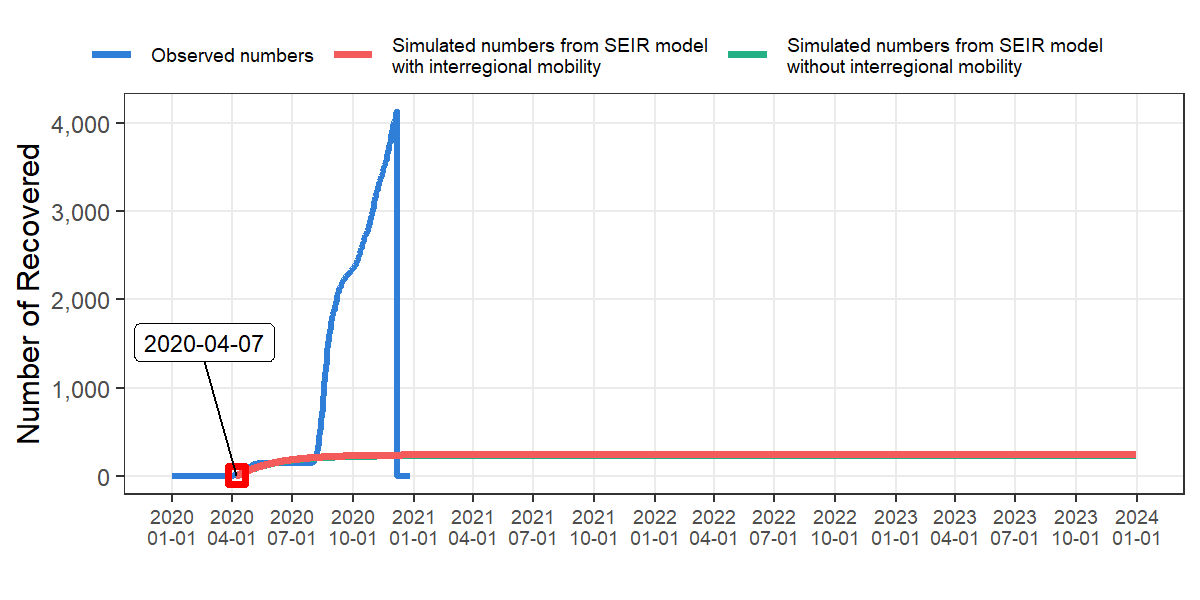 Observed numbers
Simulated numbers from SEIR model
with interregional mobility
Simulated numbers from SEIR model
without interregional mobility
Number of Recovered
4,000
3,000
2,000
1,000
0
2020-04-07
2020 2020 2020 2020 2021 2021 2021 2021 2022 2022 2022 2022 2023 2023 2023 2023 2024
01-01 04-01 07-01 10-01 01-01 04-01 07-01 10-01 01-01 04-01 07-01 10-01 01-01 04-01 07-01 10-01 01-01